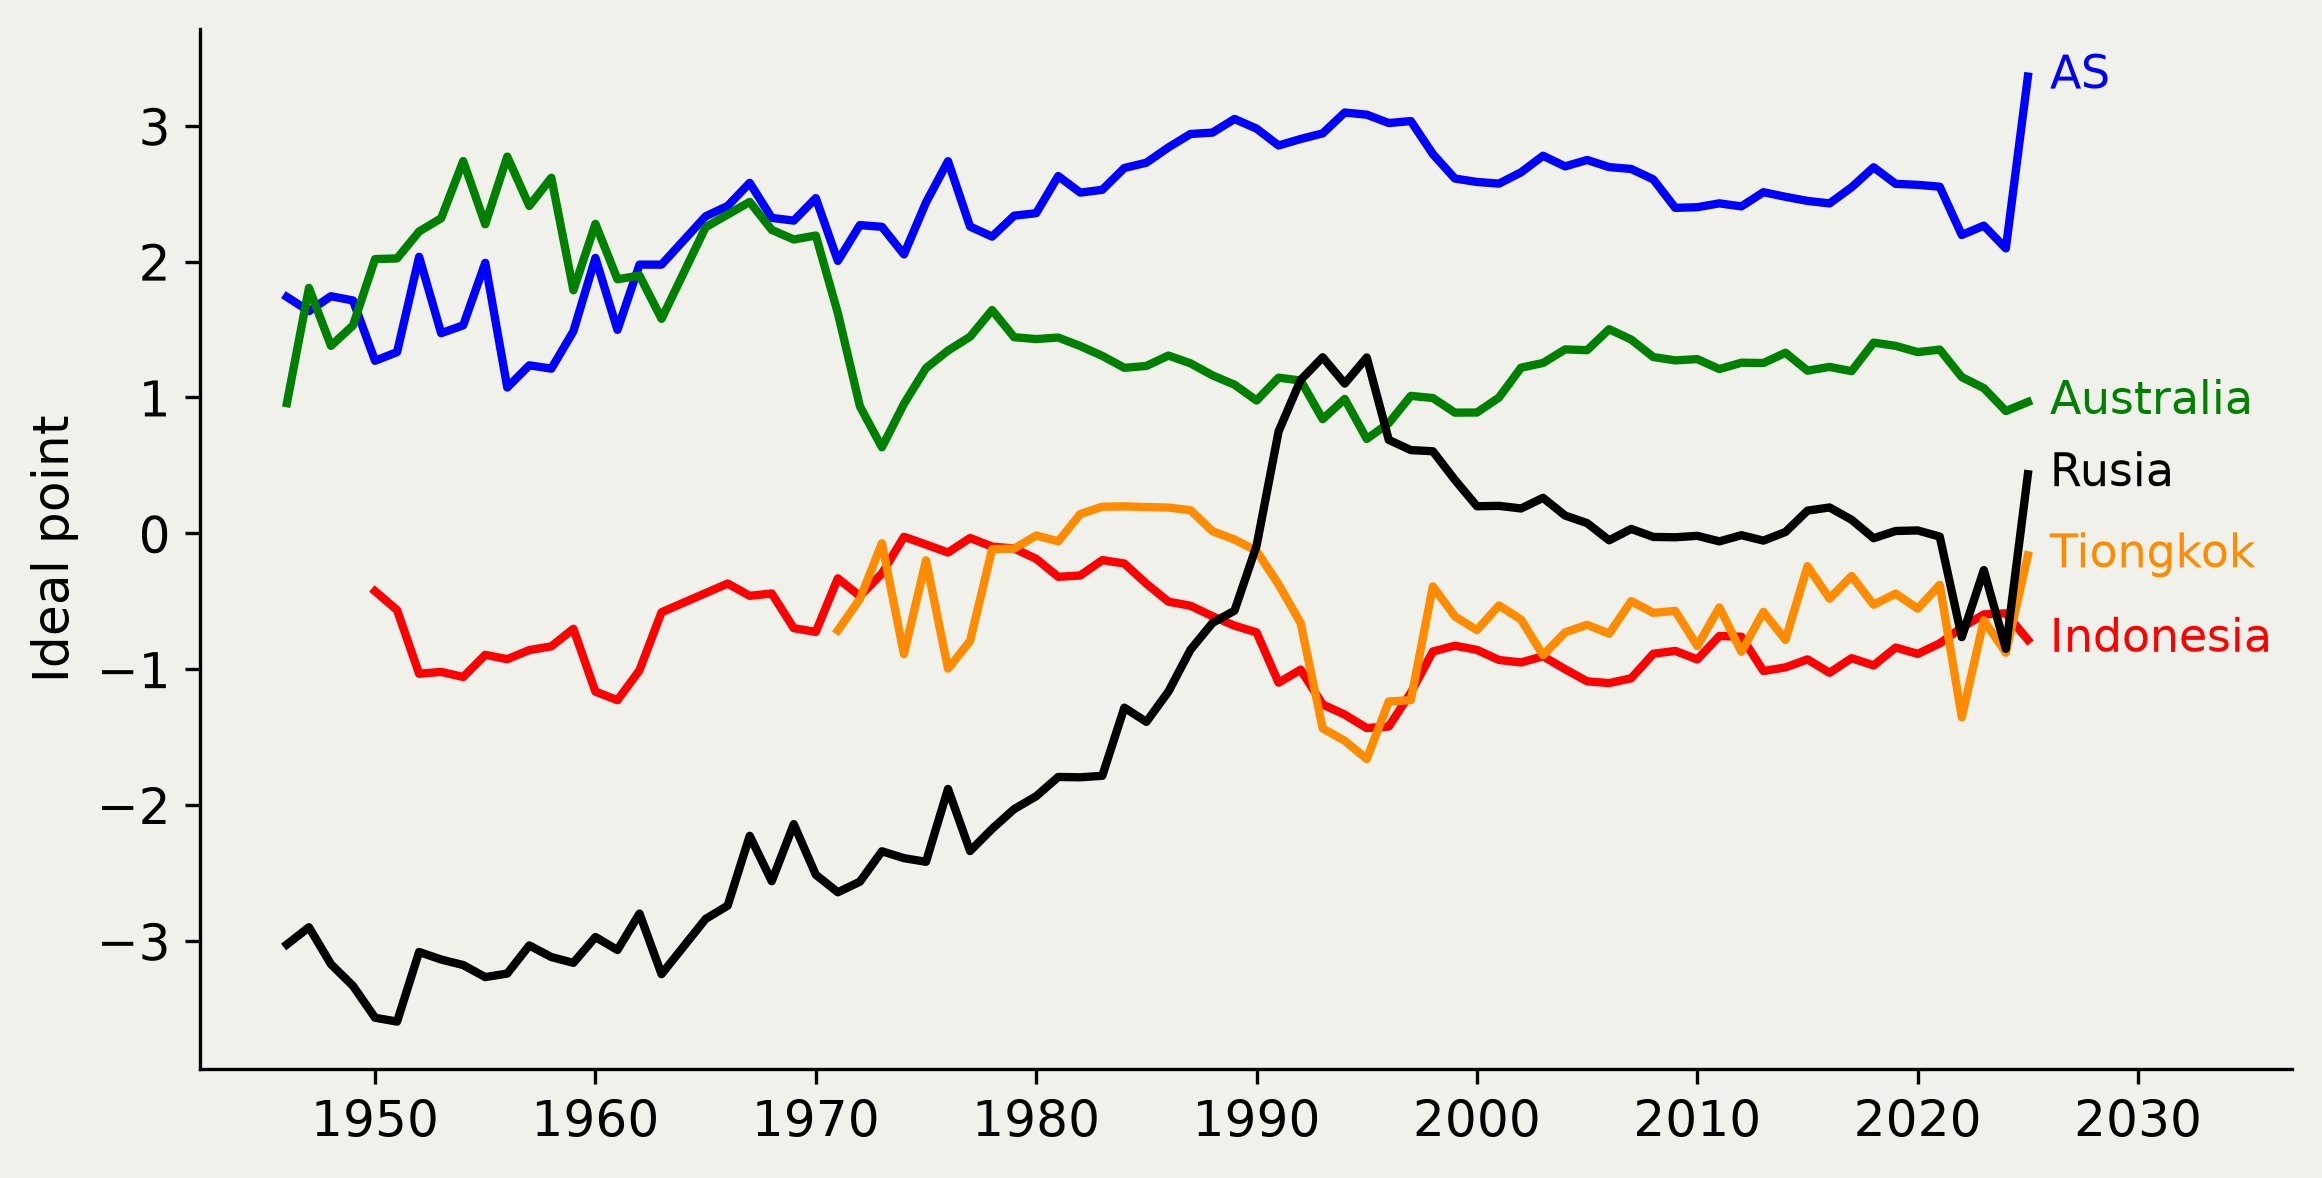 Ideal point
3
2
1
0
−1
−2
−3
1950 1960 1970 1980 1990 2000 2010 2020 2030
AS
Australia
Rusia
Tiongkok
Indonesia